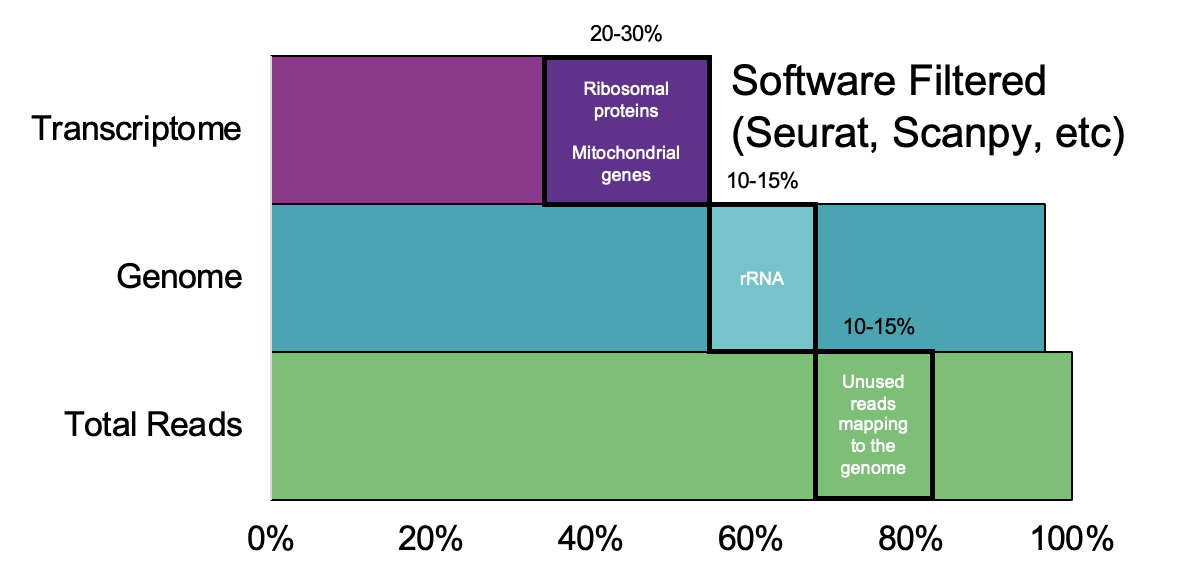 20-30%
Software Filtered
(Seurat, Scanpy, etc)
Transcriptome
Ribosomal
proteins
Mitochondrial
genes
10-15%
Genome
rRNA
10-15%
Total Reads
Unused
reads
mapping
to the
genome
0%
20%
40%
60%
80%
100%